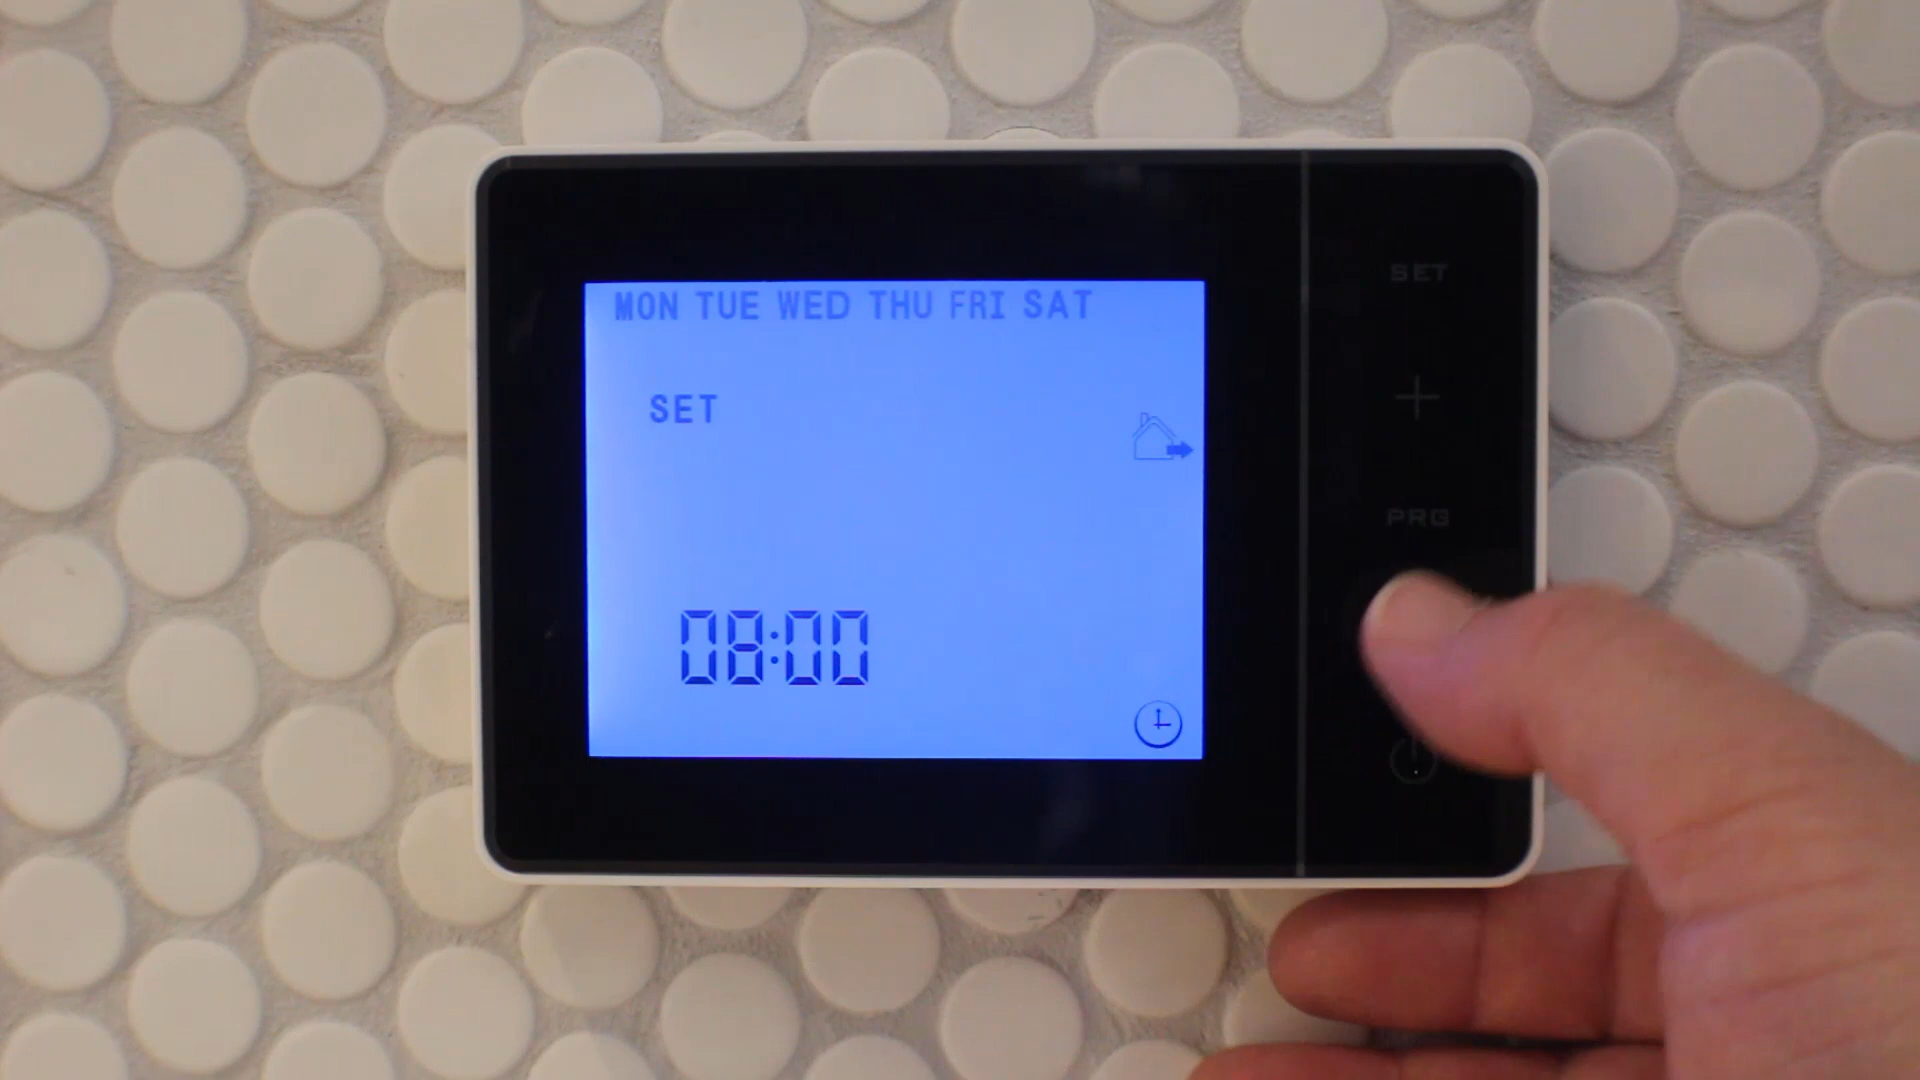 MON TUE WED THU FRI SAT
SET
08:00
SET
+
PRG